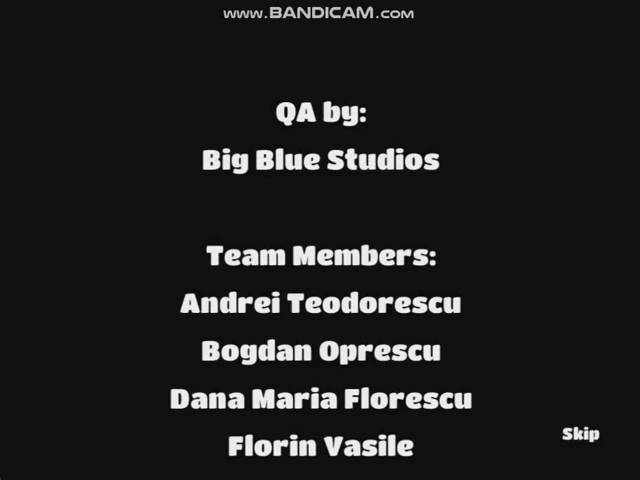 www.BANDICAM.com
QA by:
Big Blue Studios
Team Members:
Andrei Teodorescu
Bogdan Oprescu
Dana Maria Florescu
Skip
Florin Vasile